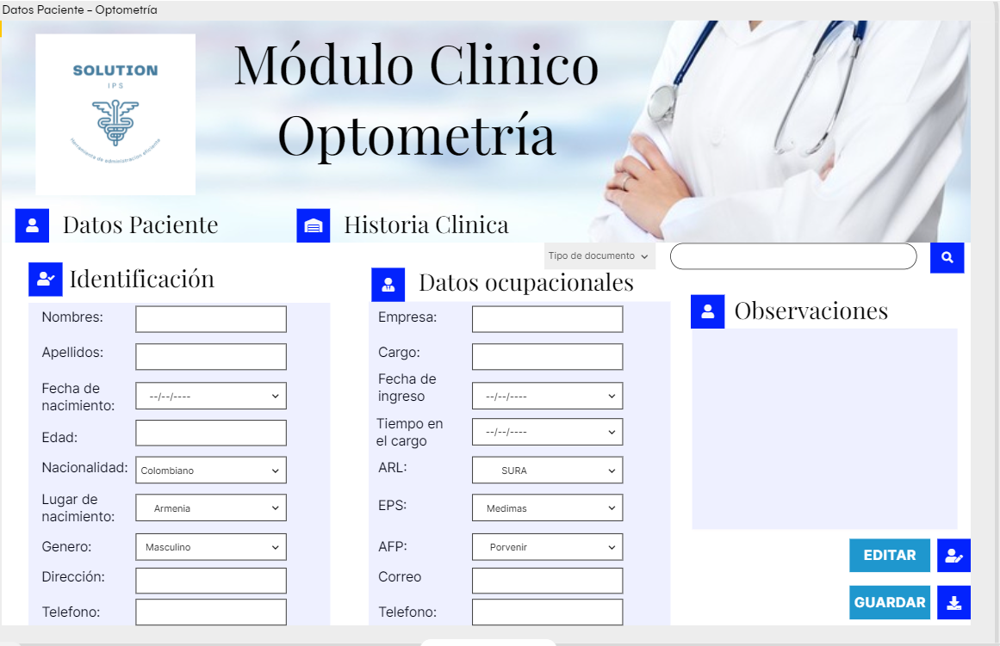 Datos Paciente – Optometría
SOLUTION
IPS
herramienta de administracion eficiente
Módulo Clinico
Optometría
Datos Paciente
Historia Clinica
Tipo de documento
Identificación
Nombres:
Apellidos:
Fecha de
nacimiento:
--/--/----
Edad:
Nacionalidad:
Colombiano
Lugar de
nacimiento:
Armenia
Genero:
Masculino
Dirección:
Telefono:
Datos ocupacionales
Empresa:
Cargo:
Fecha de
ingreso
--/--/----
Tiempo en
el cargo
--/--/----
ARL:
SURA
EPS:
Medimas
AFP:
Porvenir
Correo
Telefono:
Observaciones
EDITAR
GUARDAR